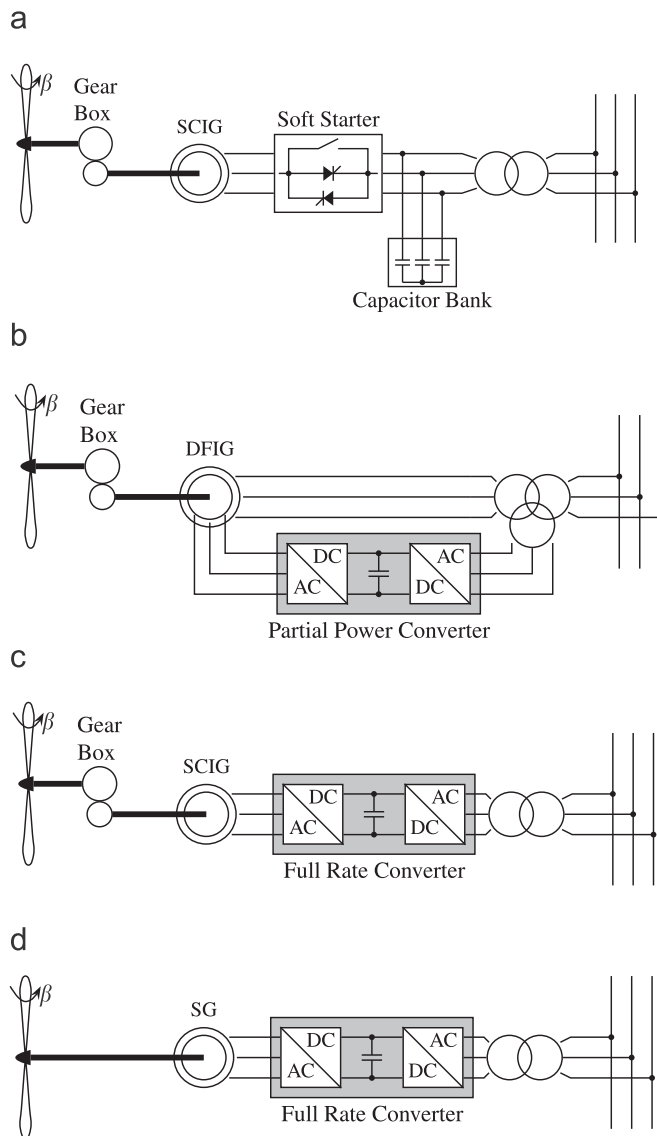 a
β
Gear
Box
SCIG
Soft Starter
Capacitor Bank
b
β
Gear
Box
DFIG
DC
AC
AC
DC
Partial Power Converter
c
β
Gear
Box
SCIG
DC
AC
AC
DC
Full Rate Converter
d
β
SG
DC
AC
AC
DC
Full Rate Converter